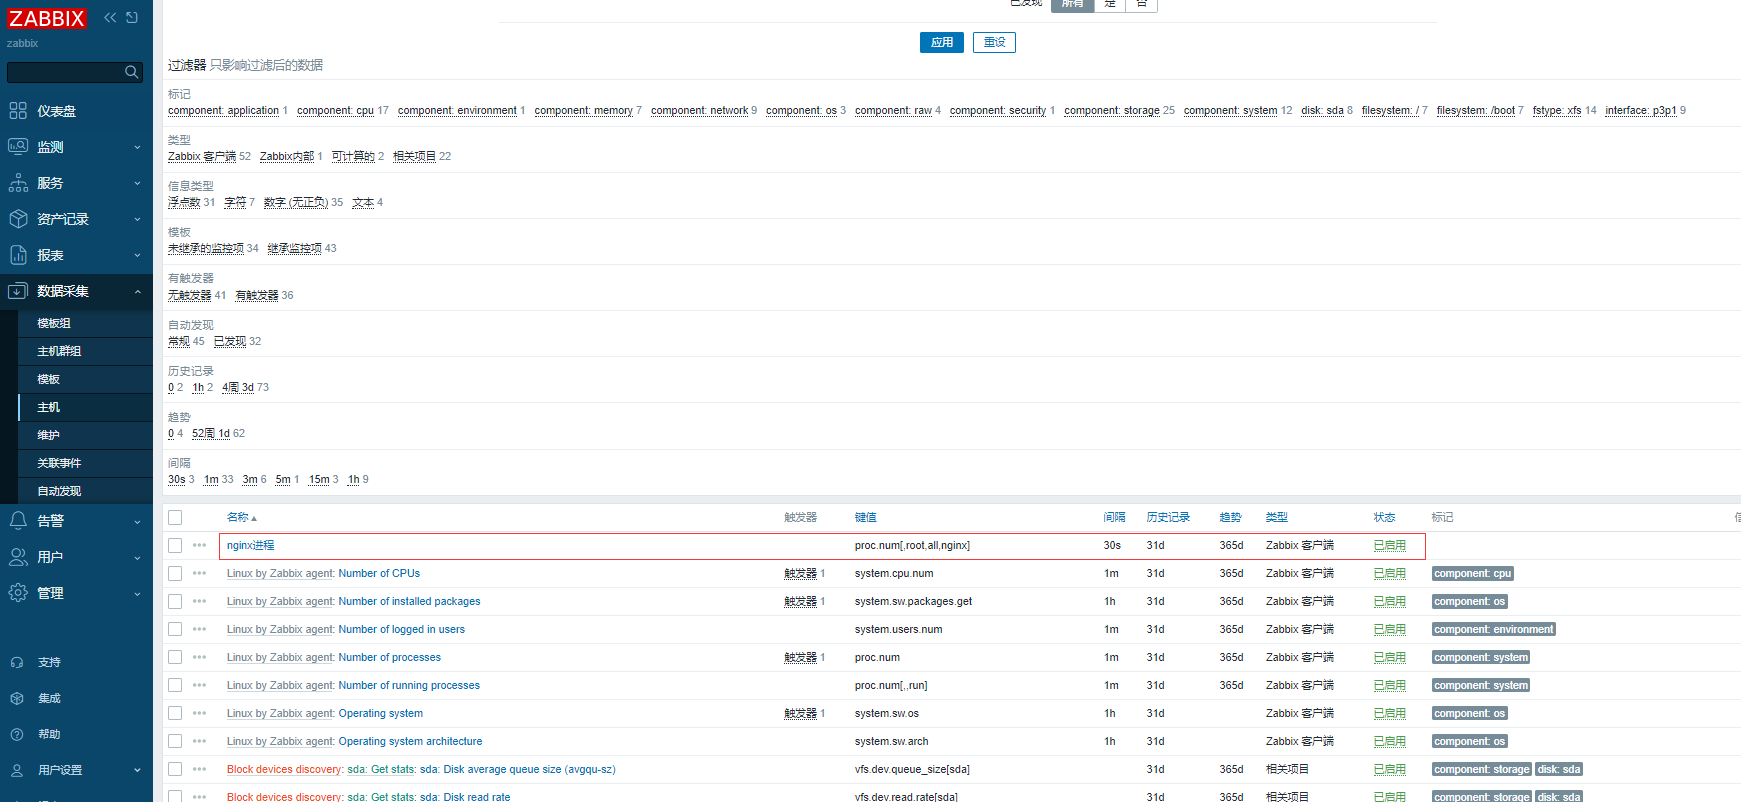 ZABBIX
zabbix
仪表盘
监测
服务
资产记录
报表
数据采集
模板组
主机群组
模板
主机
维护
关联事件
自动发现
告警
用户
管理
支持
集成
帮助
用户设置
已发现 所有 是 否
应用 重设
过滤器 只影响过滤后的数据
标记
component: application 1 component: cpu 17 component: environment 1 component: memory 7 component: network 9 component: os 3 component: raw 4 component: security 1 component: storage 25 component: system 12 disk: sda 8 filesystem: / 7 filesystem: /boot 7 fstype: xfs 14 interface: p3p1 9
类型
Zabbix 客户端 52 Zabbix内部 1 可计算的 2 相关项目 22
信息类型
浮点数 31 字符 7 数字 (无正负) 35 文本 4
模板
未继承的监控项 34 继承监控项 43
有触发器
无触发器 41 有触发器 36
自动发现
常规 45 已发现 32
历史记录
0 2 1h 2 4周 3d 73
趋势
0 4 52周 1d 62
间隔
30s 3 1m 33 3m 6 5m 1 15m 3 1h 9
名称 触发器 键值 间隔 历史记录 趋势 类型 状态 标记
nginx进程 proc.num[,root,all,nginx] 30s 31d 365d Zabbix 客户端 已启用
Linux by Zabbix agent: Number of CPUs 触发器 1 system.cpu.num 1m 31d 365d Zabbix 客户端 已启用 component: cpu
Linux by Zabbix agent: Number of installed packages 触发器 1 system.sw.packages.get 1h 31d 365d Zabbix 客户端 已启用 component: os
Linux by Zabbix agent: Number of logged in users system.users.num 1m 31d 365d Zabbix 客户端 已启用 component: environment
Linux by Zabbix agent: Number of processes 触发器 1 proc.num 1m 31d 365d Zabbix 客户端 已启用 component: system
Linux by Zabbix agent: Number of running processes proc.num[,,run] 1m 31d 365d Zabbix 客户端 已启用 component: system
Linux by Zabbix agent: Operating system 触发器 1 system.sw.os 1h 31d 365d Zabbix 客户端 已启用 component: os
Linux by Zabbix agent: Operating system architecture system.sw.arch 1h 31d Zabbix 客户端 已启用 component: os
Block devices discovery: sda: Get stats: sda: Disk average queue size (avgqu-sz) vfs.dev.queue_size[sda] 31d 365d 相关项目 已启用 component: storage disk: sda
Block devices discovery: sda: Get stats: sda: Disk read rate vfs.dev.read.rate[sda] 31d 365d 相关项目 已启用 component: storage disk: sda